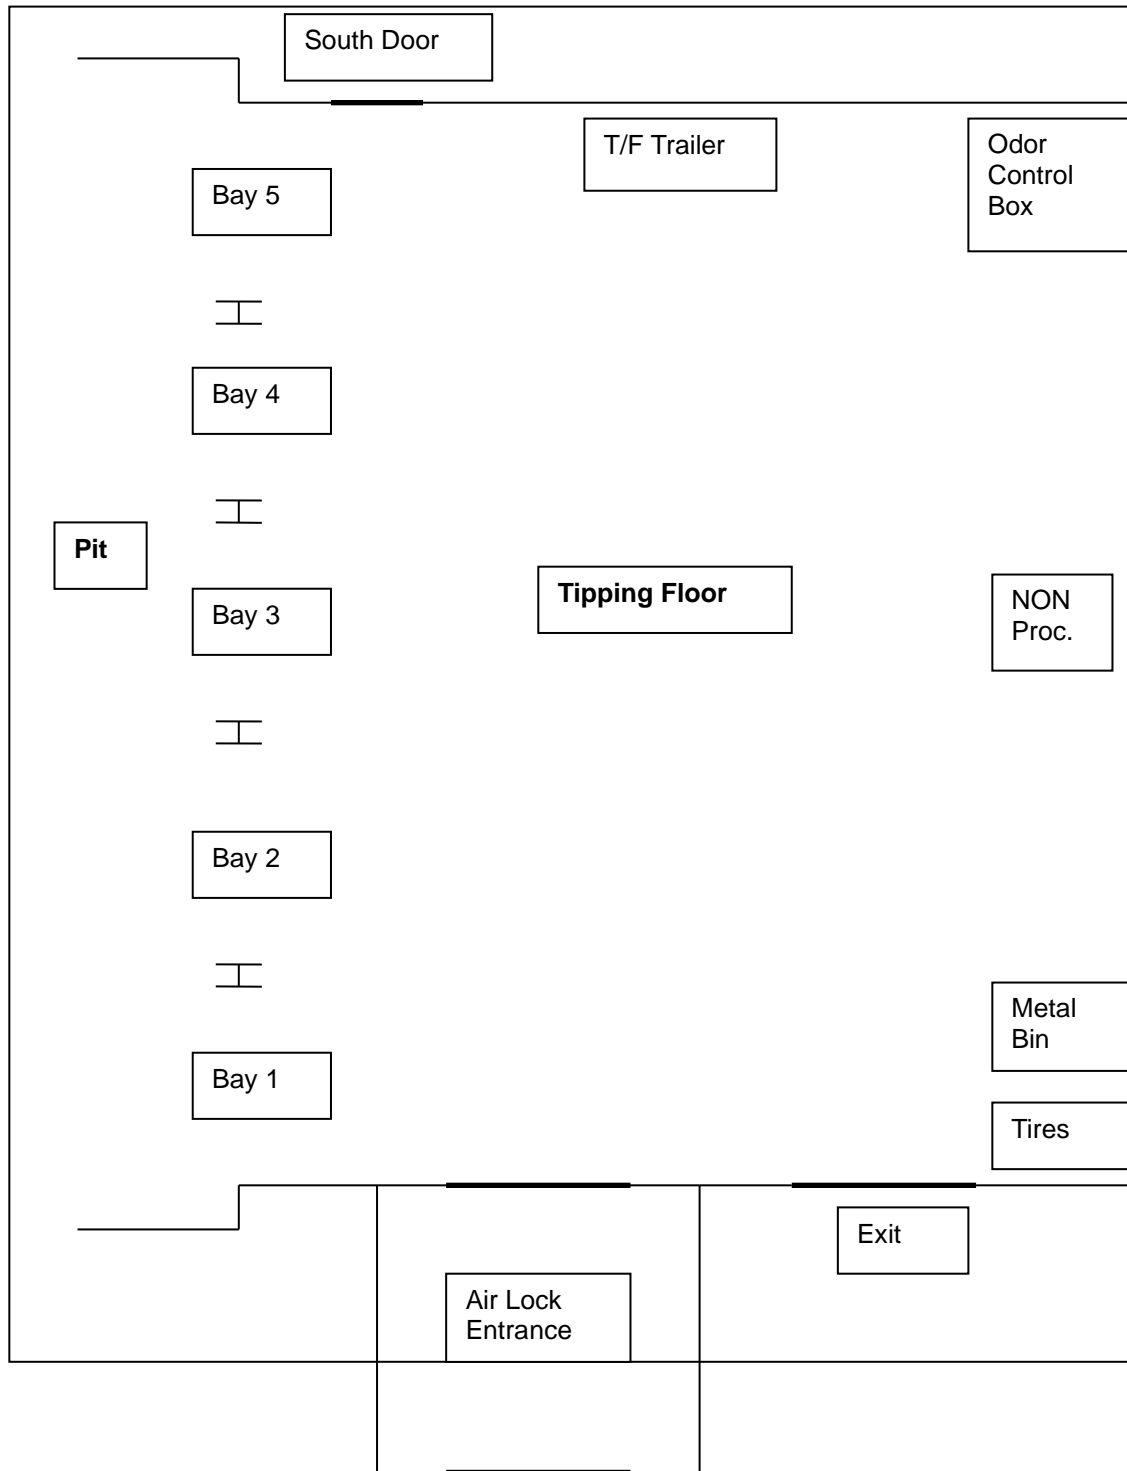 South Door
T/F Trailer
Odor
Control
Box
Bay 5
Bay 4
Pit
Tipping Floor
NON
Proc.
Bay 3
Bay 2
Metal
Bin
Bay 1
Tires
Exit
Air Lock
Entrance